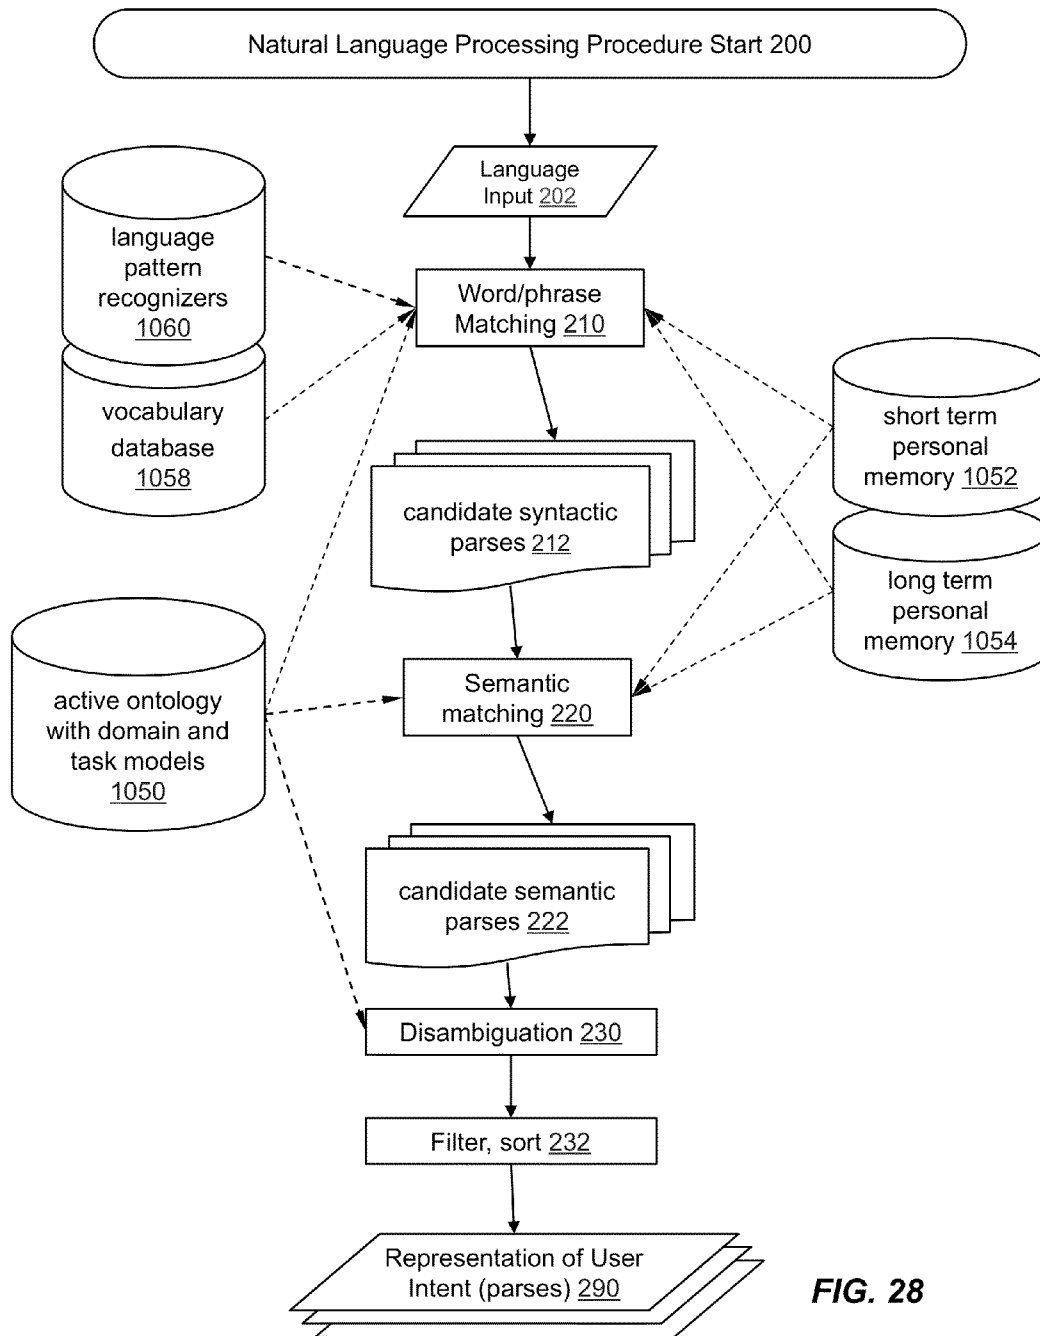 Natural Language Processing Procedure Start 200
Language
Input 202
language
pattern
recognizers
1060
Word/phrase
Matching 210
vocabulary
database
1058
short term
personal
memory 1052
candidate syntactic
parses 212
long term
personal
memory 1054
active ontology
with domain and
task models
1050
Semantic
matching 220
candidate semantic
parses 222
Disambiguation 230
Filter, sort 232
Representation of User
Intent (parses) 290
FIG. 28